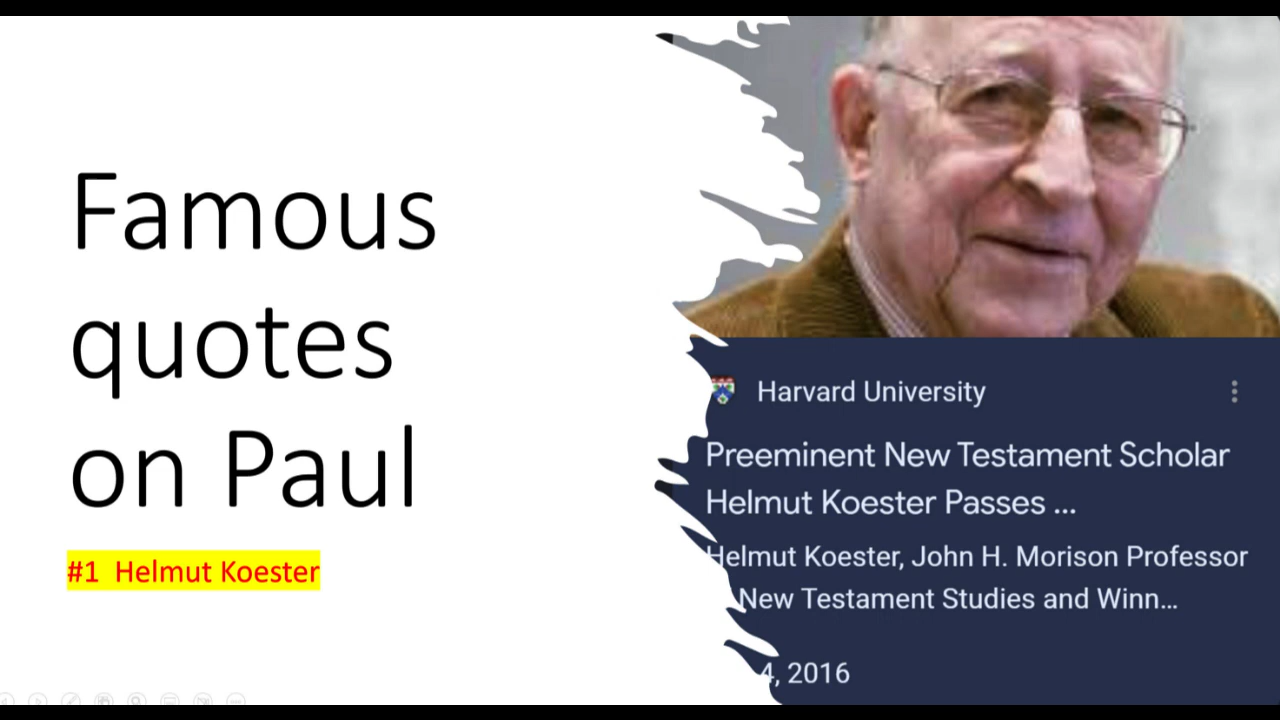 Famous
quotes
on Paul
#1 Helmut Koester
Harvard University
Preeminent New Testament Scholar
Helmut Koester Passes ...
Helmut Koester, John H. Morison Professor
New Testament Studies and Winn...
4, 2016